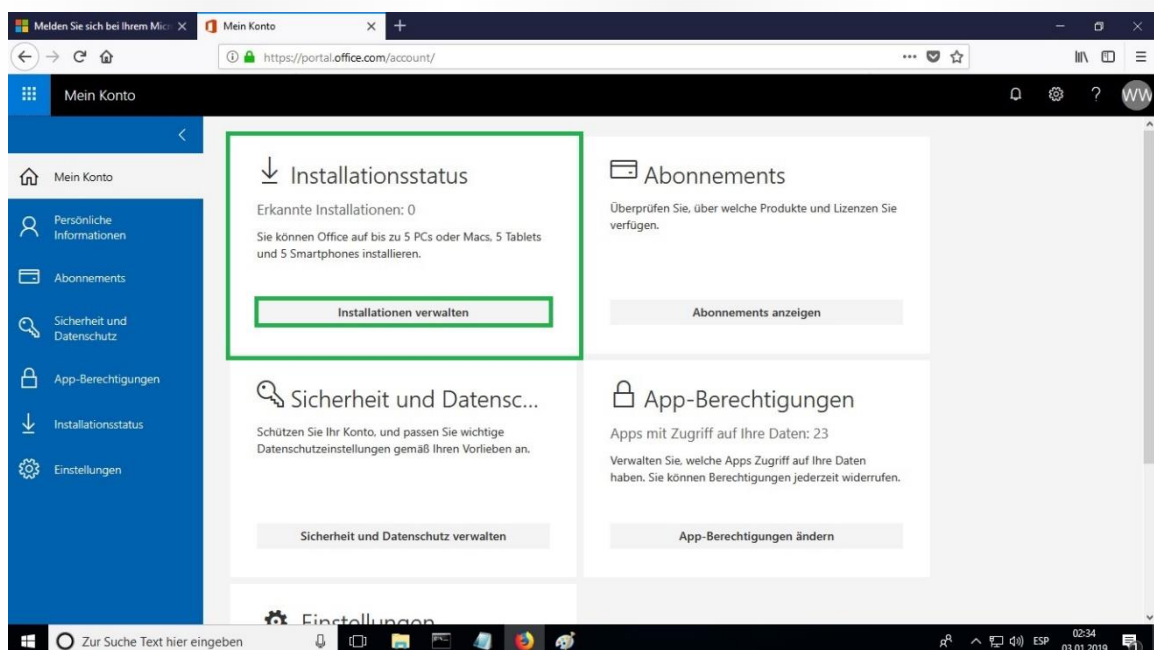 Melden Sie sich bei Ihrem Micr
Mein Konto
https://portal.office.com/account/
Mein Konto
WW
Mein Konto
Persönliche
Informationen
Abonnements
Sicherheit und
Datenschutz
App-Berechtigungen
Installationsstatus
Einstellungen
Installationsstatus
Erkannte Installationen: 0
Sie können Office auf bis zu 5 PCs oder Macs, 5 Tablets
und 5 Smartphones installieren.
Installationen verwalten
Abonnements
Überprüfen Sie, über welche Produkte und Lizenzen Sie
verfügen.
Abonnements anzeigen
Sicherheit und Datensc...
Schützen Sie Ihr Konto, und passen Sie wichtige
Datenschutzeinstellungen gemäß Ihren Vorlieben an.
Sicherheit und Datenschutz verwalten
App-Berechtigungen
Apps mit Zugriff auf Ihre Daten: 23
Verwalten Sie, welche Apps Zugriff auf Ihre Daten
haben. Sie können Berechtigungen jederzeit widerrufen.
App-Berechtigungen ändern
Einstellungen
Zur Suche Text hier eingeben
ESP
02:34
03.01.2019